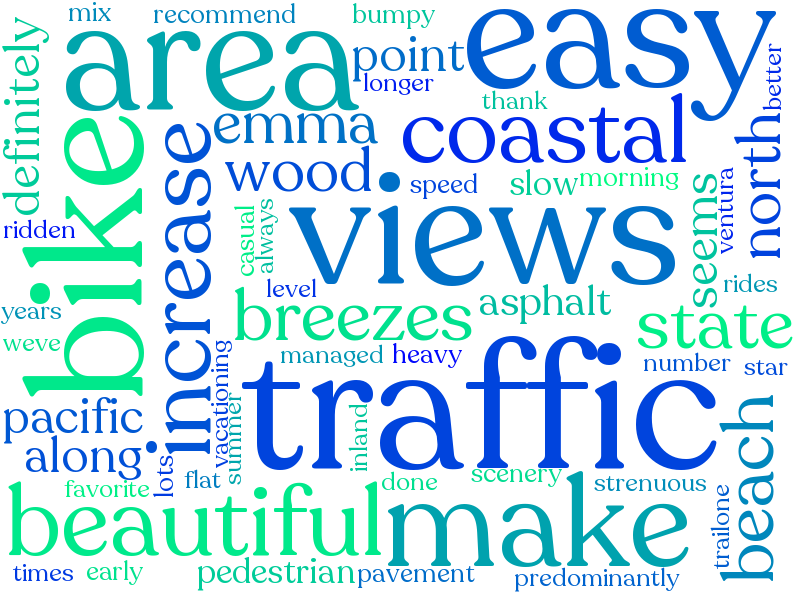 mix
recommend
bumpy
easy
area
definitely
point
longer
better
thank
bike
emma
coastal
north
increase
wood
speed
slow
morning
ventura
seems
views
casual
always
ridden
level
rides
breezes
asphalt
state
years
weve
managed
heavy
number
star
traffic
vacationing
summer
pacific
along
inland
beach
lots
flat
favorite
done
scenery
strenuous
beautiful
make
trailone
times
early
pedestrian
pavement
predominantly